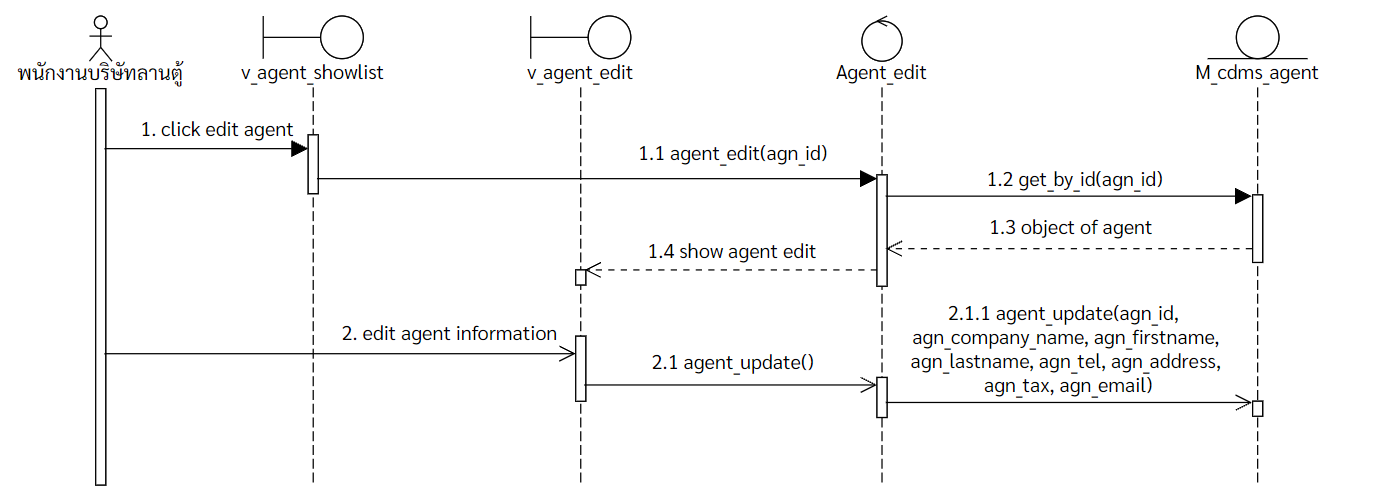 พนักงานบริษัทลานตู้
v_agent_showlist
v_agent_edit
Agent_edit
M_cdms_agent
1. click edit agent
1.1 agent_edit(agn_id)
1.2 get_by_id(agn_id)
1.3 object of agent
1.4 show agent edit
2. edit agent information
2.1 agent_update()
2.1.1 agent_update(agn_id,
agn_company_name, agn_firstname,
agn_lastname, agn_tel, agn_address,
agn_tax, agn_email)